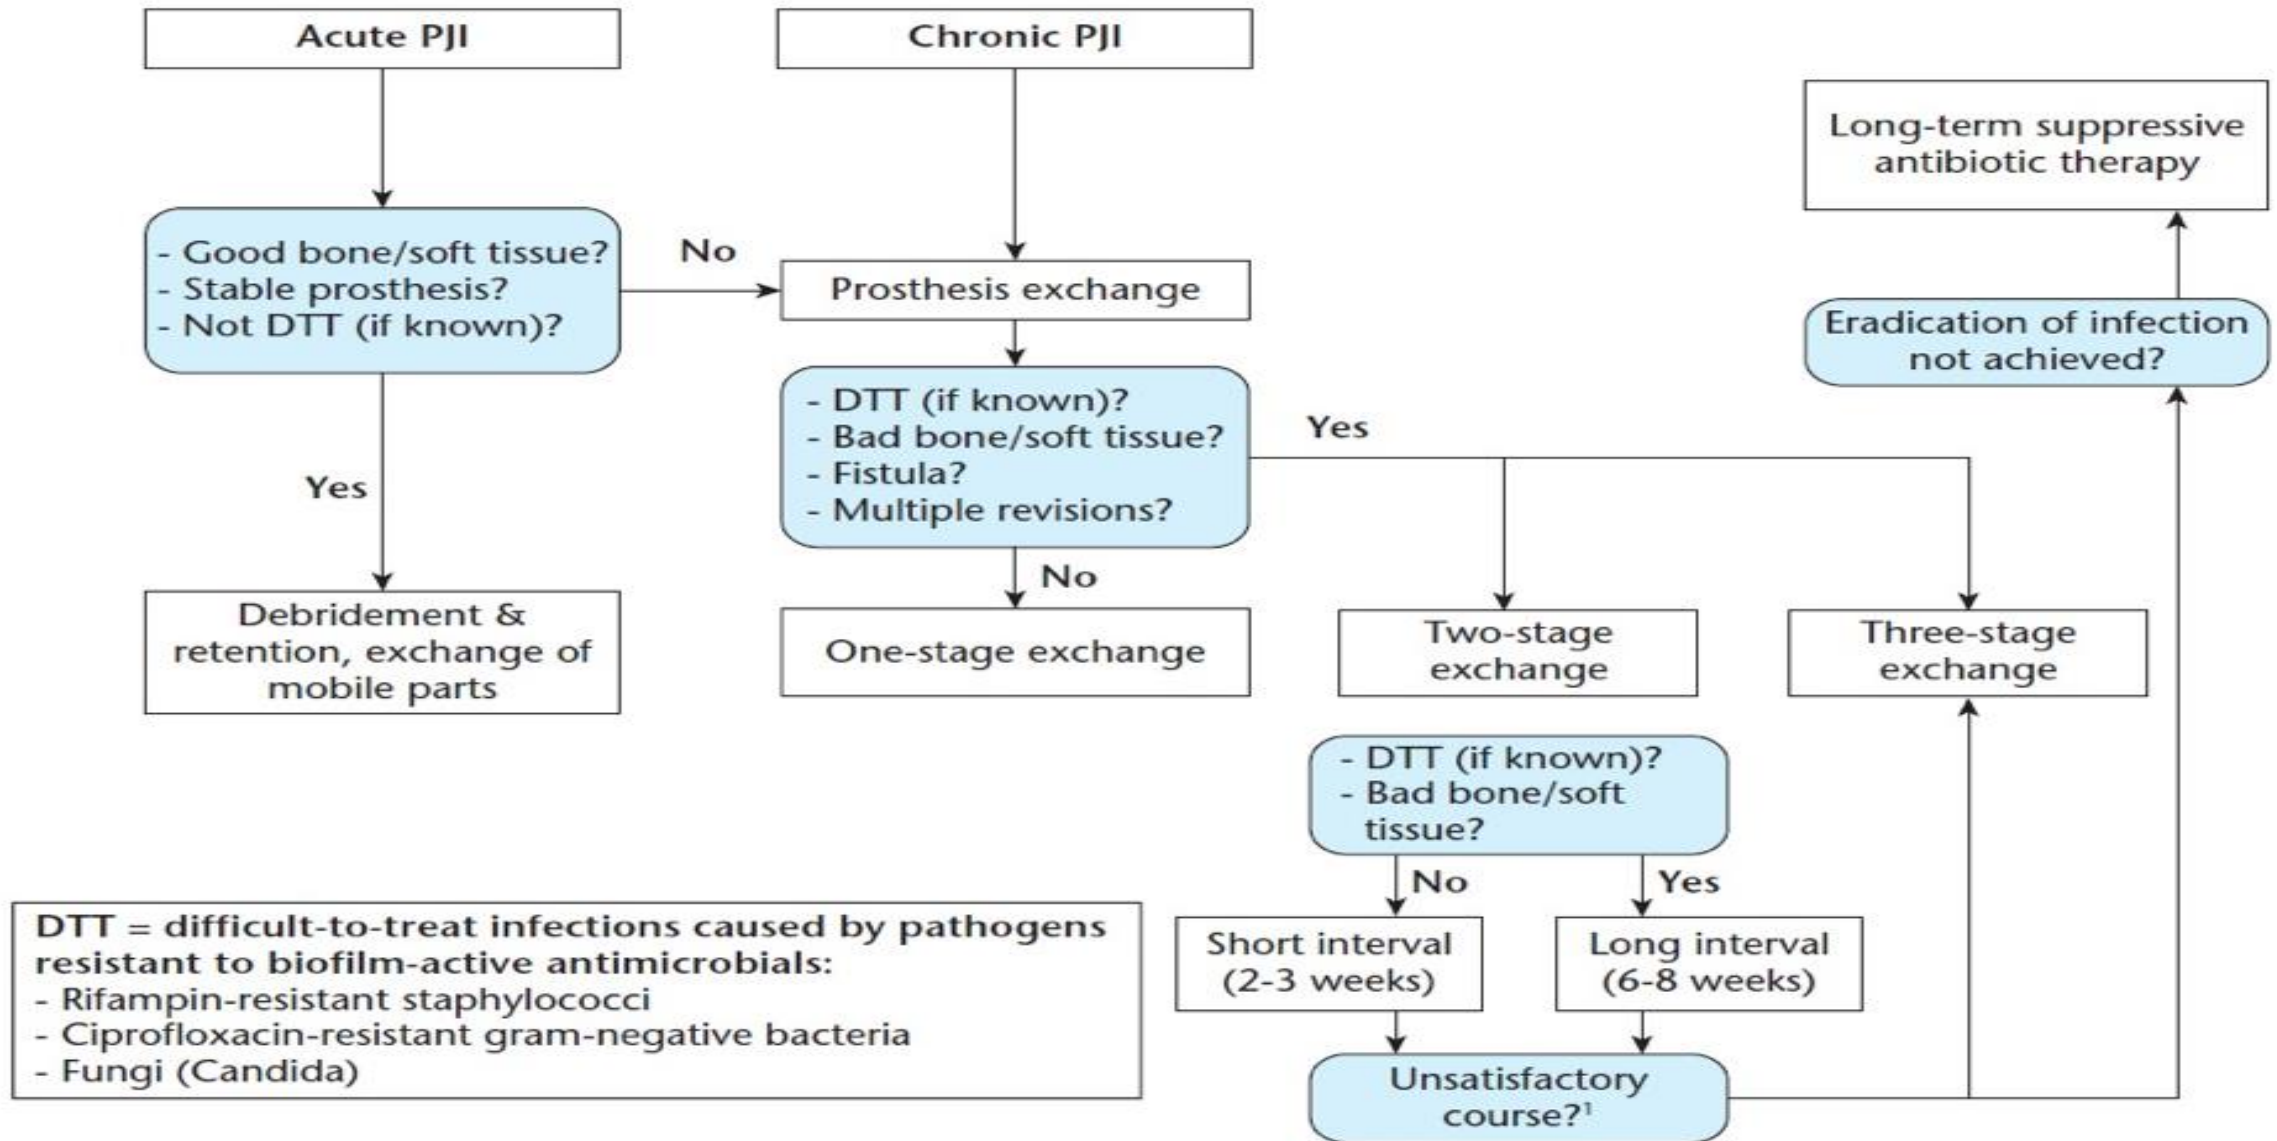 Acute PJI
Chronic PJI
Long-term suppressive
antibiotic therapy
- Good bone/soft tissue?
- Stable prosthesis?
- Not DTT (if known)?
No
Prosthesis exchange
Eradication of infection
not achieved?
- DTT (if known)?
- Bad bone/soft tissue?
- Fistula?
- Multiple revisions?
Yes
Yes
No
Debridement &
retention, exchange of
mobile parts
One-stage exchange
Two-stage
exchange
Three-stage
exchange
- DTT (if known)?
- Bad bone/soft
tissue?
No
Yes
Short interval
(2-3 weeks)
Long interval
(6-8 weeks)
DTT = difficult-to-treat infections caused by pathogens
resistant to biofilm-active antimicrobials:
- Rifampin-resistant staphylococci
- Ciprofloxacin-resistant gram-negative bacteria
- Fungi (Candida)
Unsatisfactory
course?¹